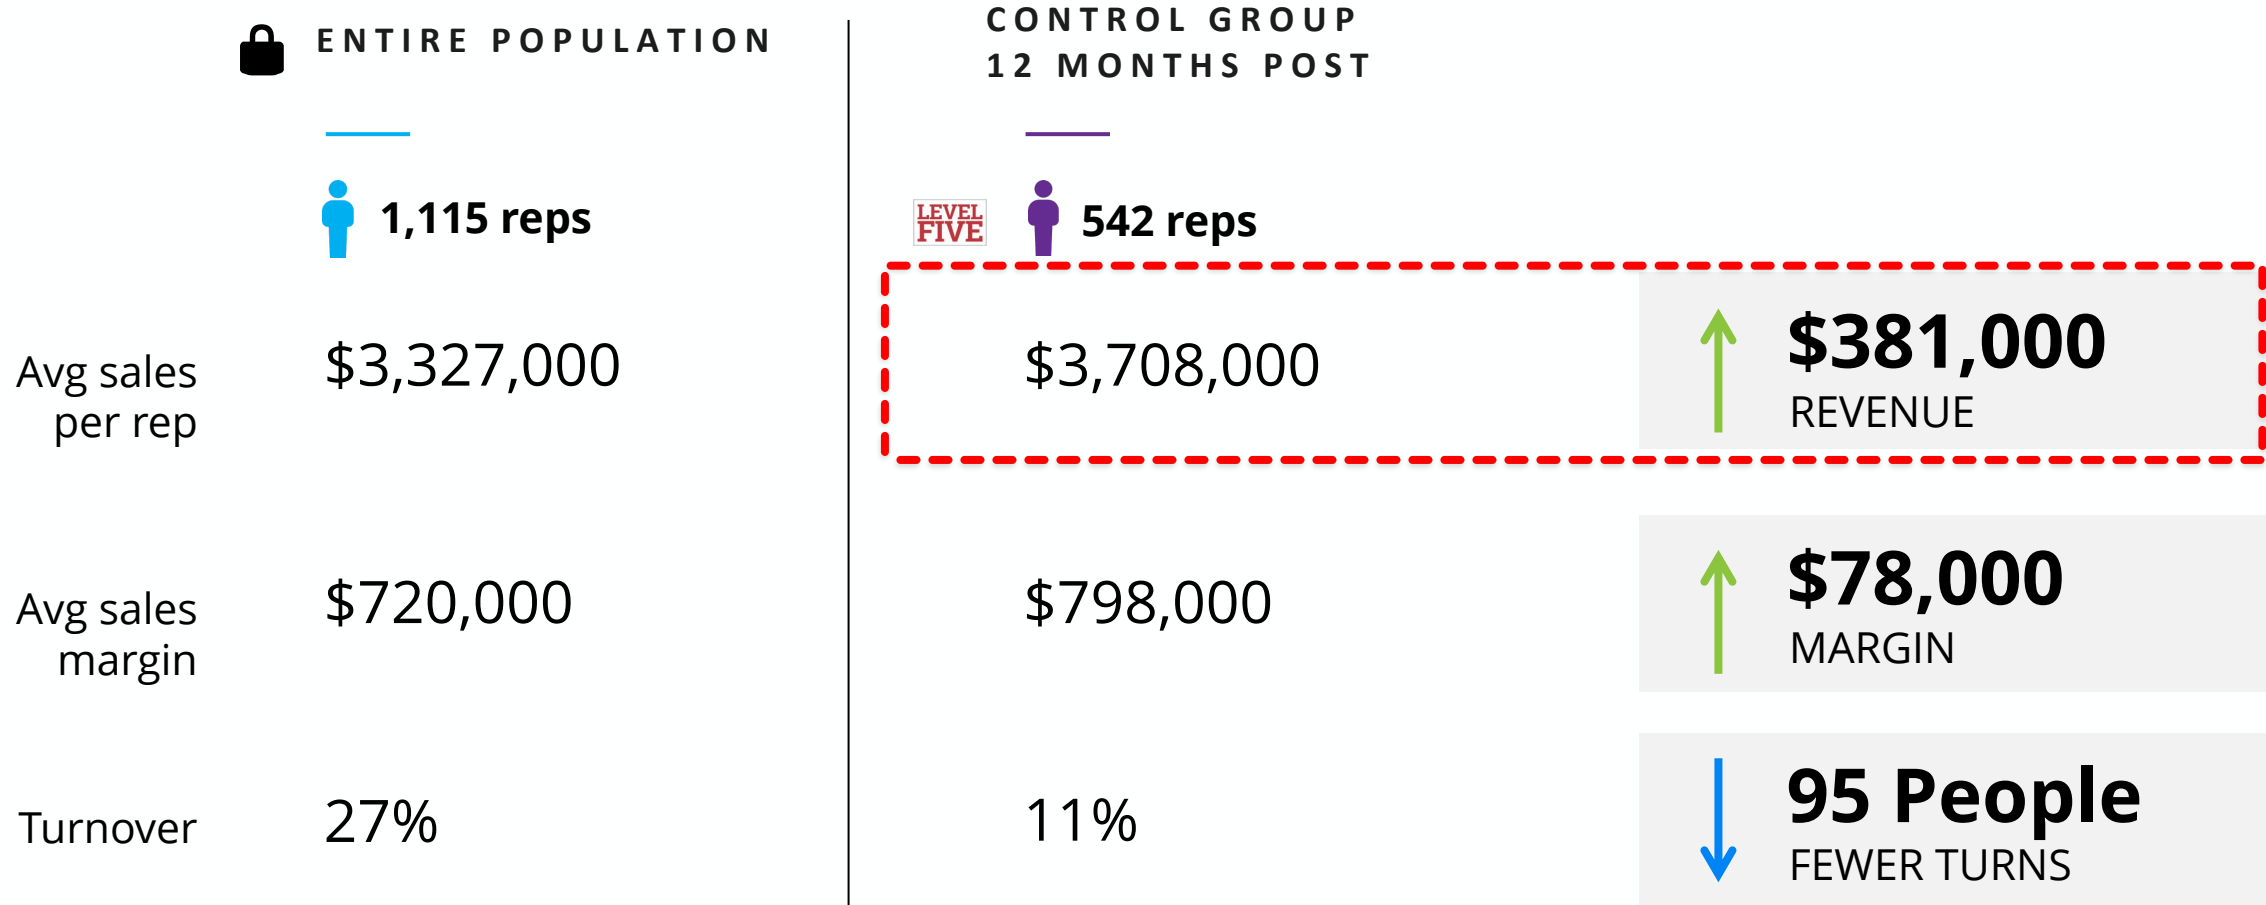 ENTIRE POPULATION
CONTROL GROUP
12 MONTHS POST
1,115 reps
LEVEL
FIVE
542 reps
Avg sales
per rep
$3,327,000
$3,708,000
$381,000
REVENUE
Avg sales
margin
$720,000
$798,000
$78,000
MARGIN
Turnover
27%
11%
95 People
FEWER TURNS